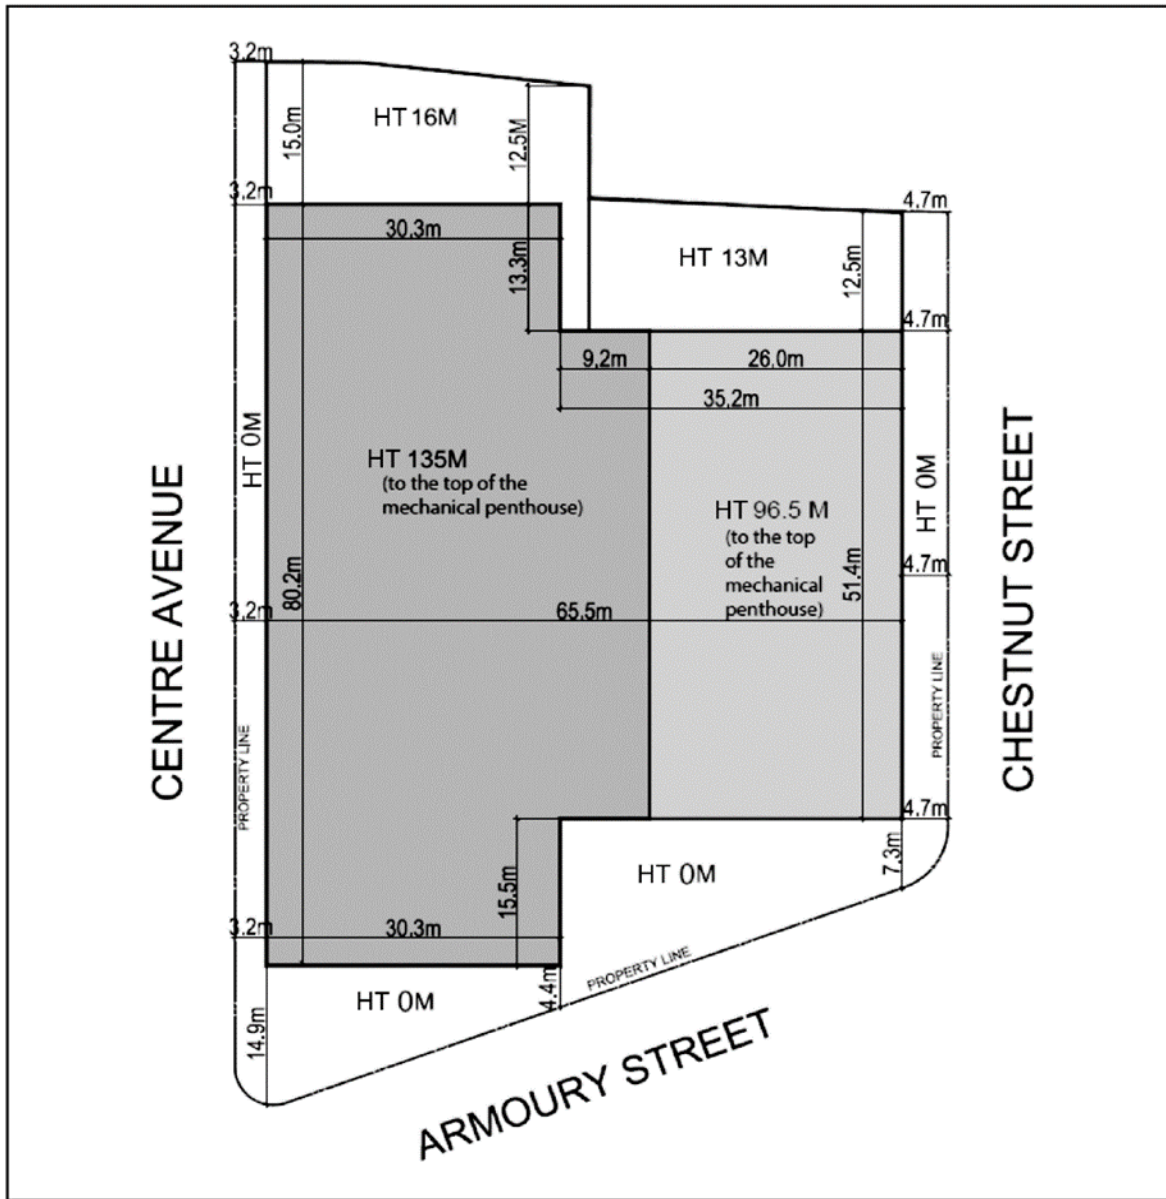 3.2m
15.0m
HT 16M
12.5M
3.2m
30.3m
13.3m
4.7m
HT 13M
12.5m
4.7m
9.2m
26.0m
35.2m
HT 0M
HT 135M
(to the top of the
mechanical penthouse)
HT 96.5 M
(to the top
of the
mechanical
penthouse)
HT 0M
CENTRE AVENUE
CHESTNUT STREET
80.2m
51.4m
4.7m
3.2m
65.5m
PROPERTY LINE
PROPERTY LINE
4.7m
15.5m
HT 0M
7.3m
3.2m
30.3m
4.4m
PROPERTY LINE
HT 0M
14.9m
ARMOURY STREET